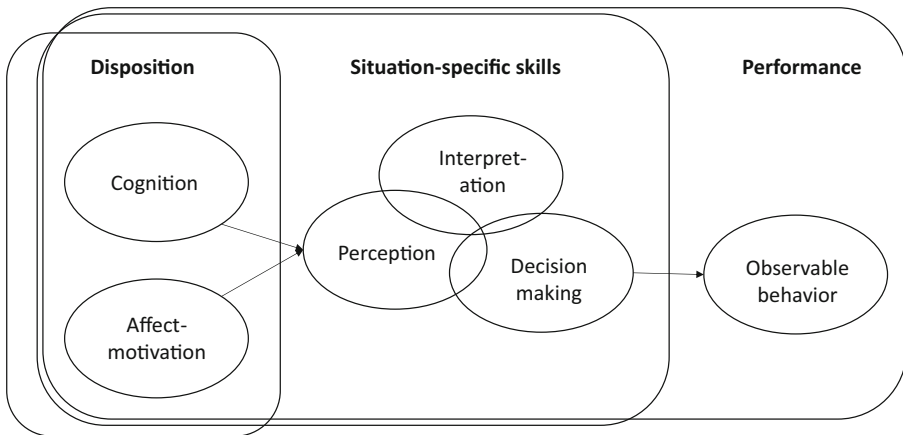 Disposition
Situation-specific skills
Performance
Cognition
Affect-
motivation
Interpret-
ation
Perception
Decision
making
Observable
behavior